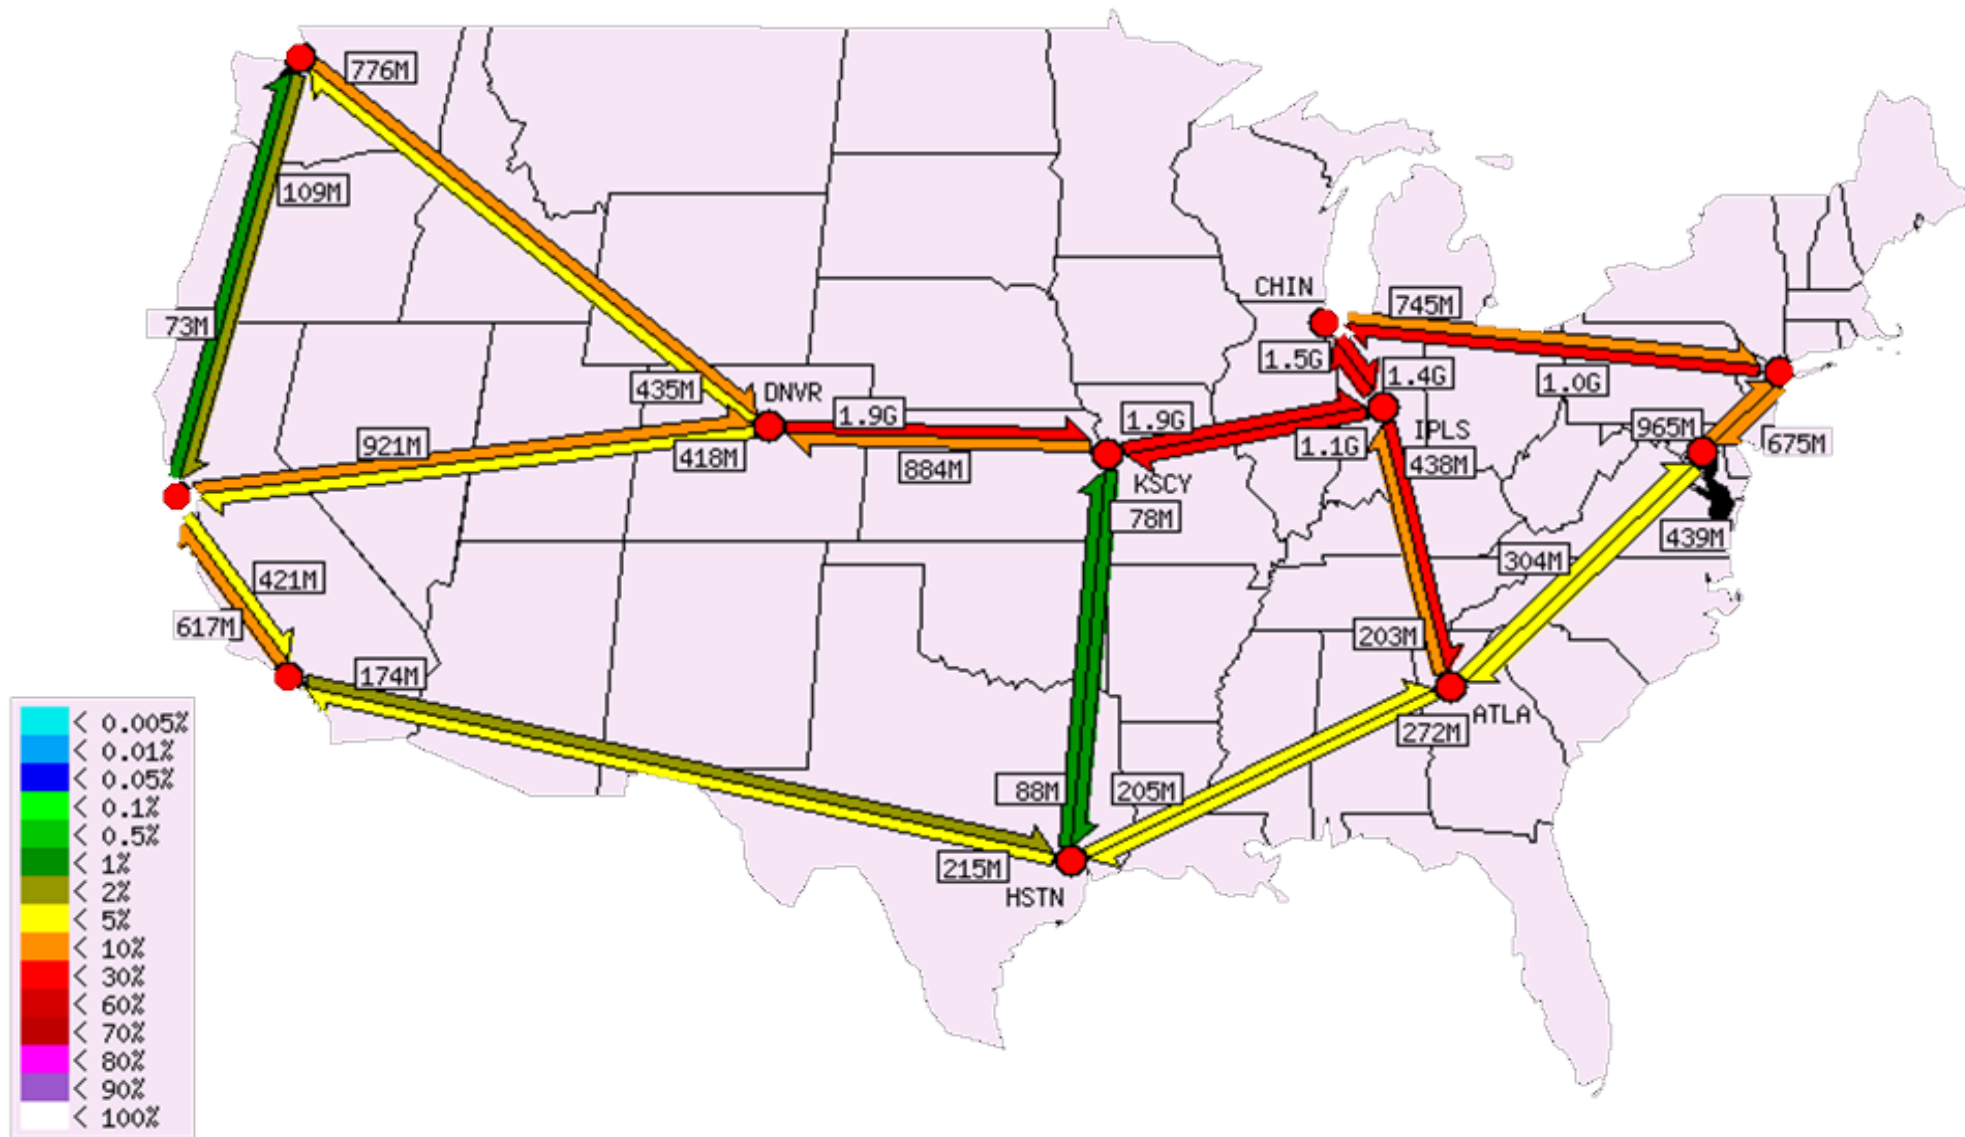 776M
109M
CHIN
745M
73M
1.5G
1.4G
1.0G
435M
DNVR
1.9G
1.9G
965M
IPLS
675M
921M
418M
1.1G
438M
884M
KSCY
78M
439M
304M
421M
617M
203M
174M
ATLA
272M
88M
205M
215M
HSTN
< 0.005%
< 0.01%
< 0.05%
< 0.1%
< 0.5%
< 1%
< 2%
< 5%
< 10%
< 30%
< 60%
< 70%
< 80%
< 90%
< 100%